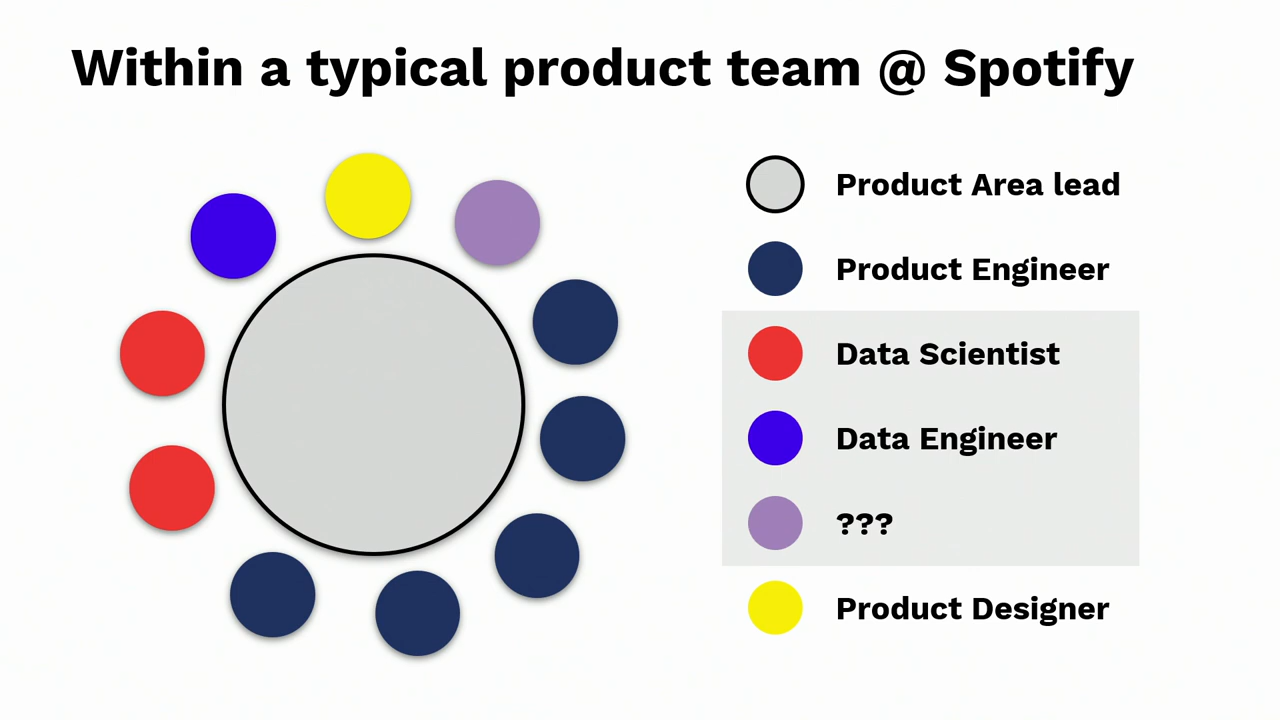 Within a typical product team @ Spotify
Product Area lead
Product Engineer
Data Scientist
Data Engineer
???
Product Designer